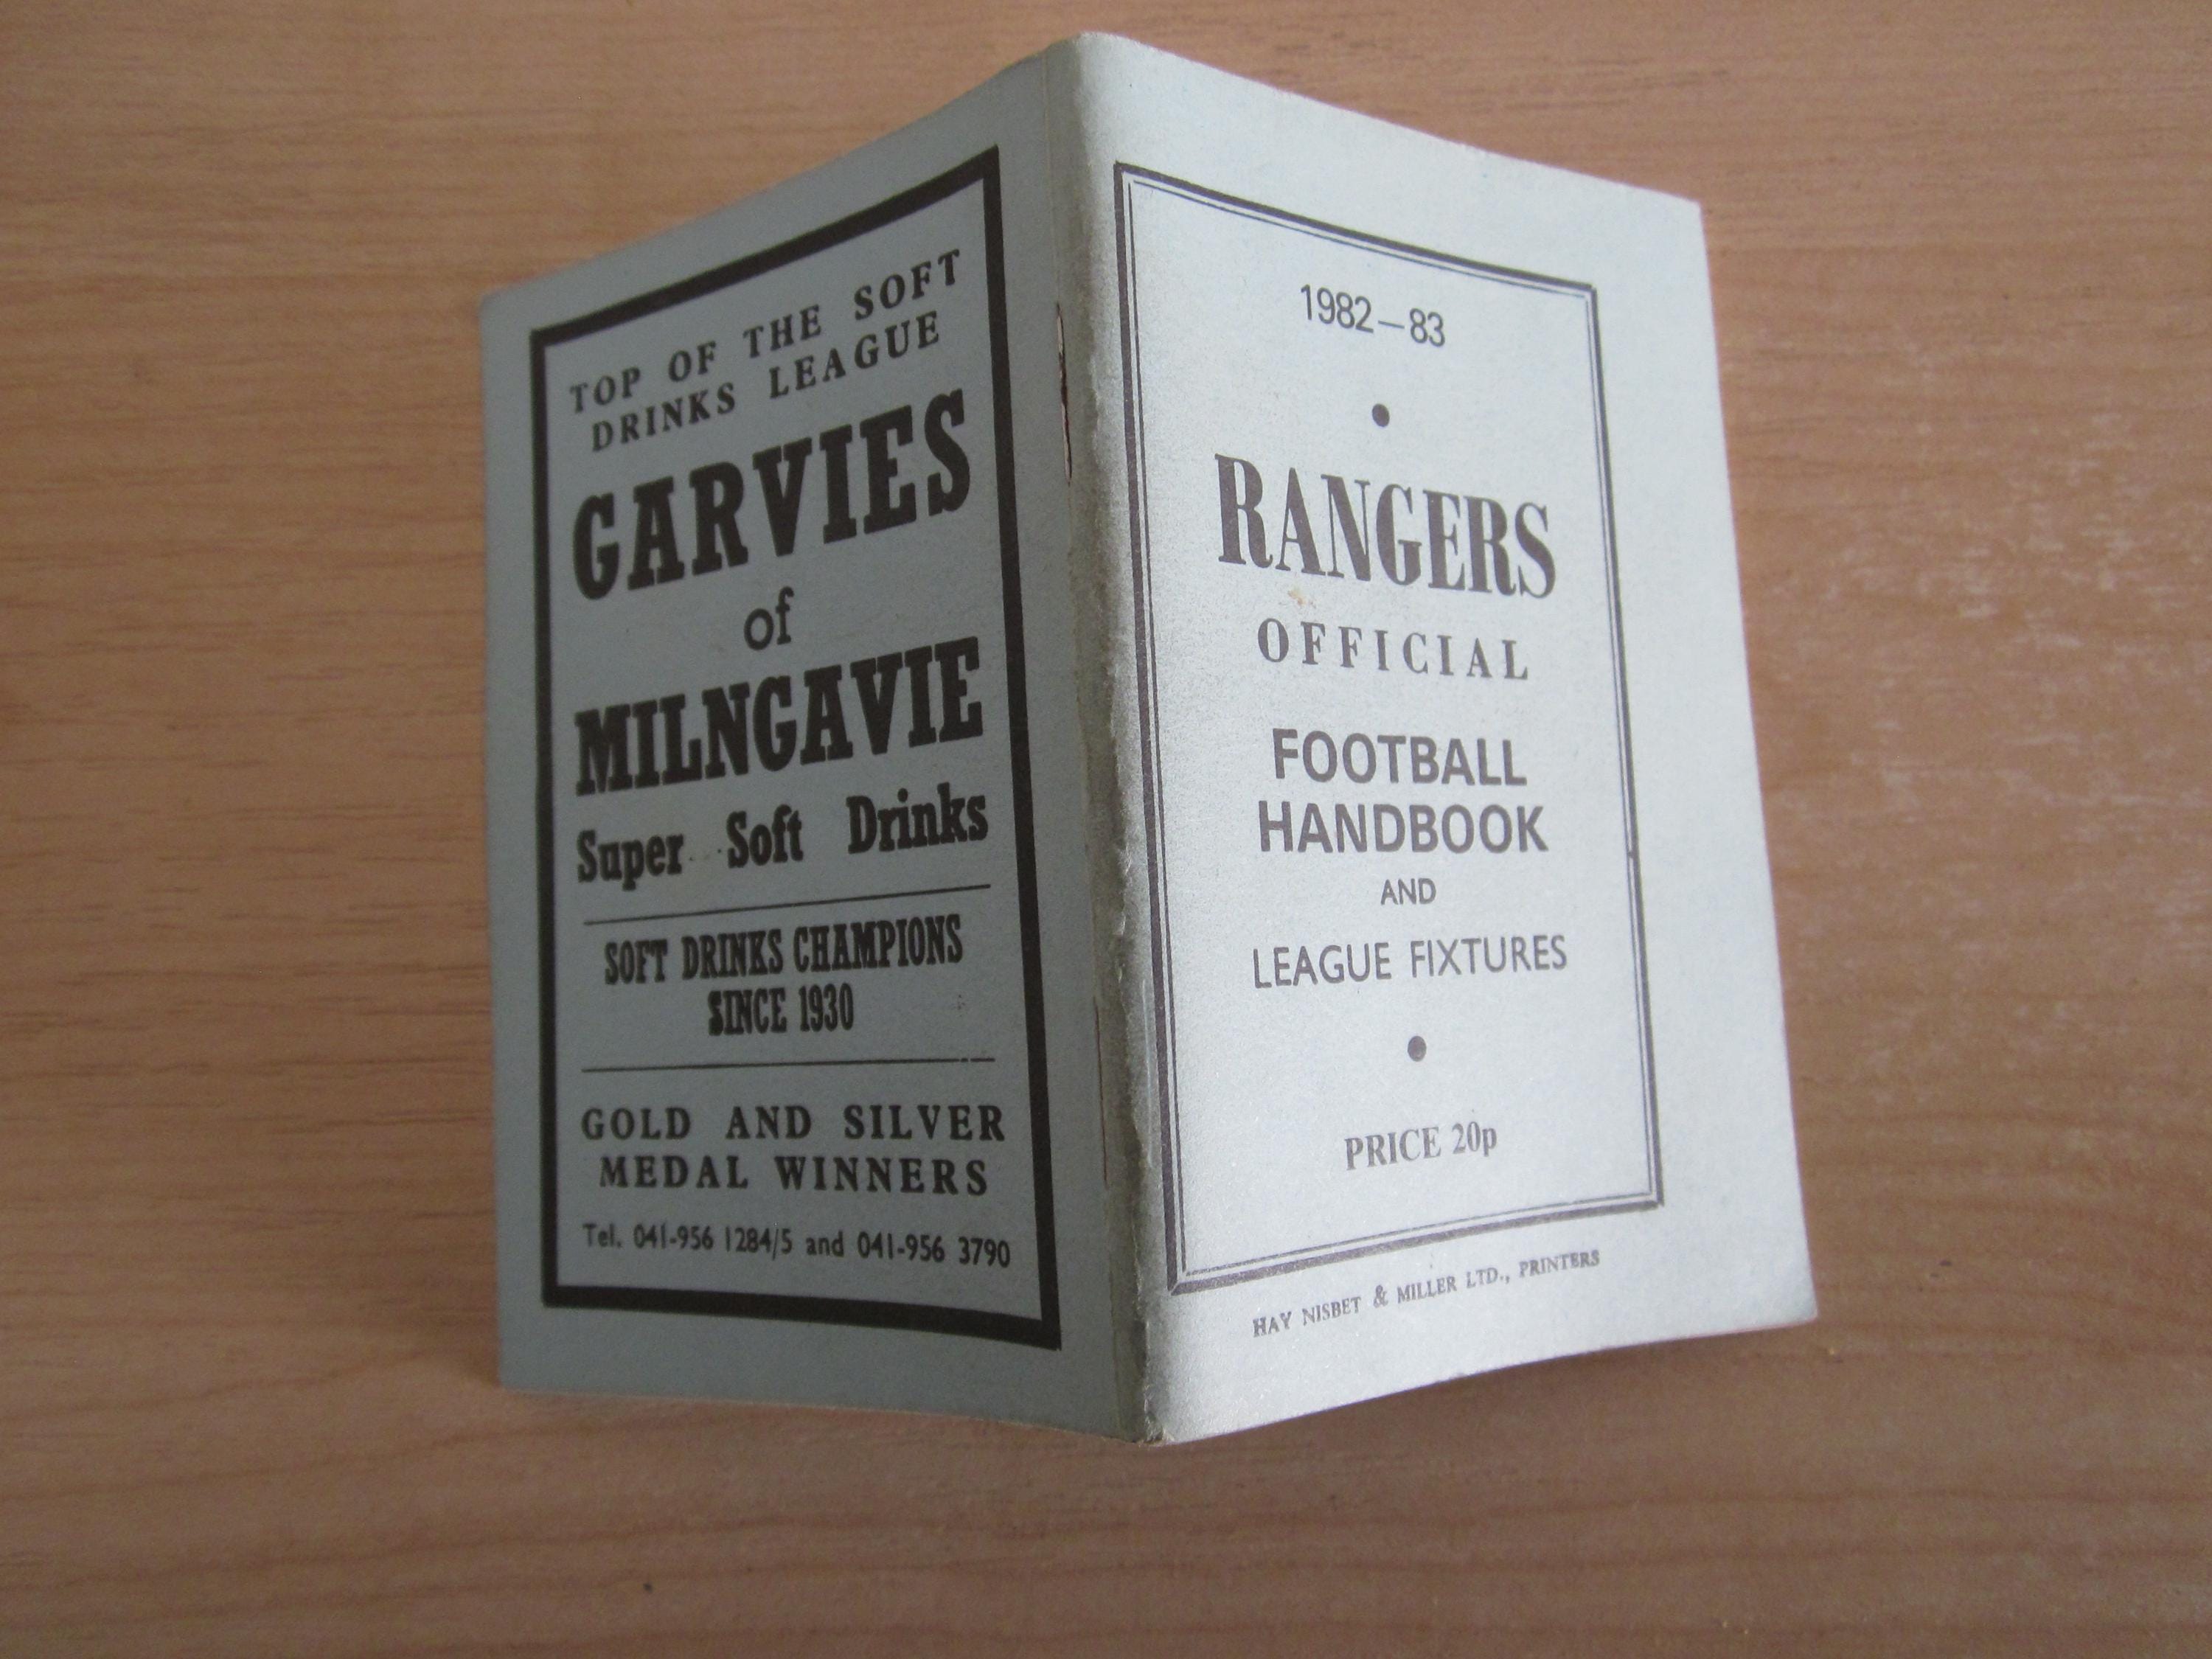 TOP OF THE SOFT
DRINKS LEAGUE
GARVIES
of
MILNGAVIE
Super Soft Drinks
SOFT DRINKS CHAMPIONS
SINCE 1930
GOLD AND SILVER
MEDAL WINNERS
Tel. 041-956 1284/5 and 041-956 3790
1982-83
RANGERS
OFFICIAL
FOOTBALL
HANDBOOK
AND
LEAGUE FIXTURES
PRICE 20p
HAY NISBET & MILLER LTD., PRINTERS